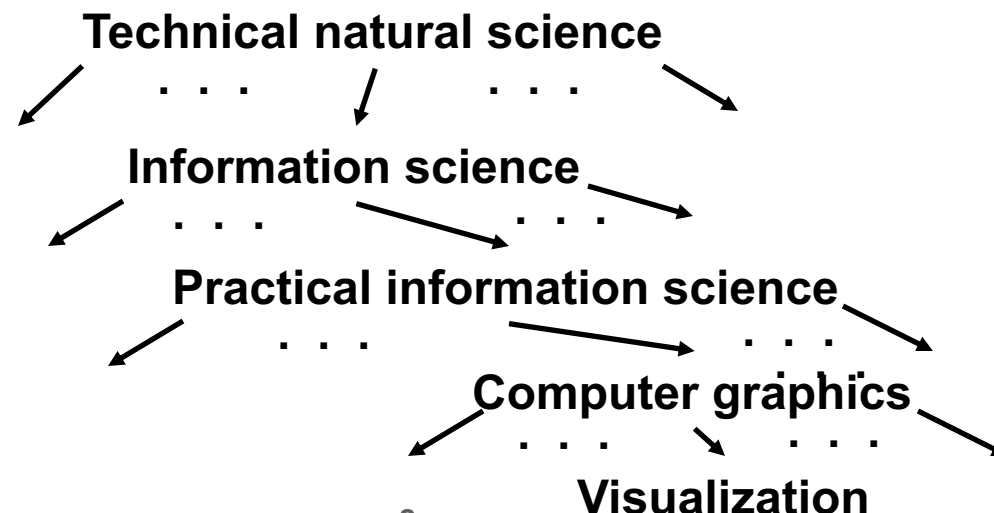 Technical natural science
. . . . . .
Information science
. . . . . .
Practical information science
. . . . . .
. . .
Computer graphics
. . . . . .
Visualization